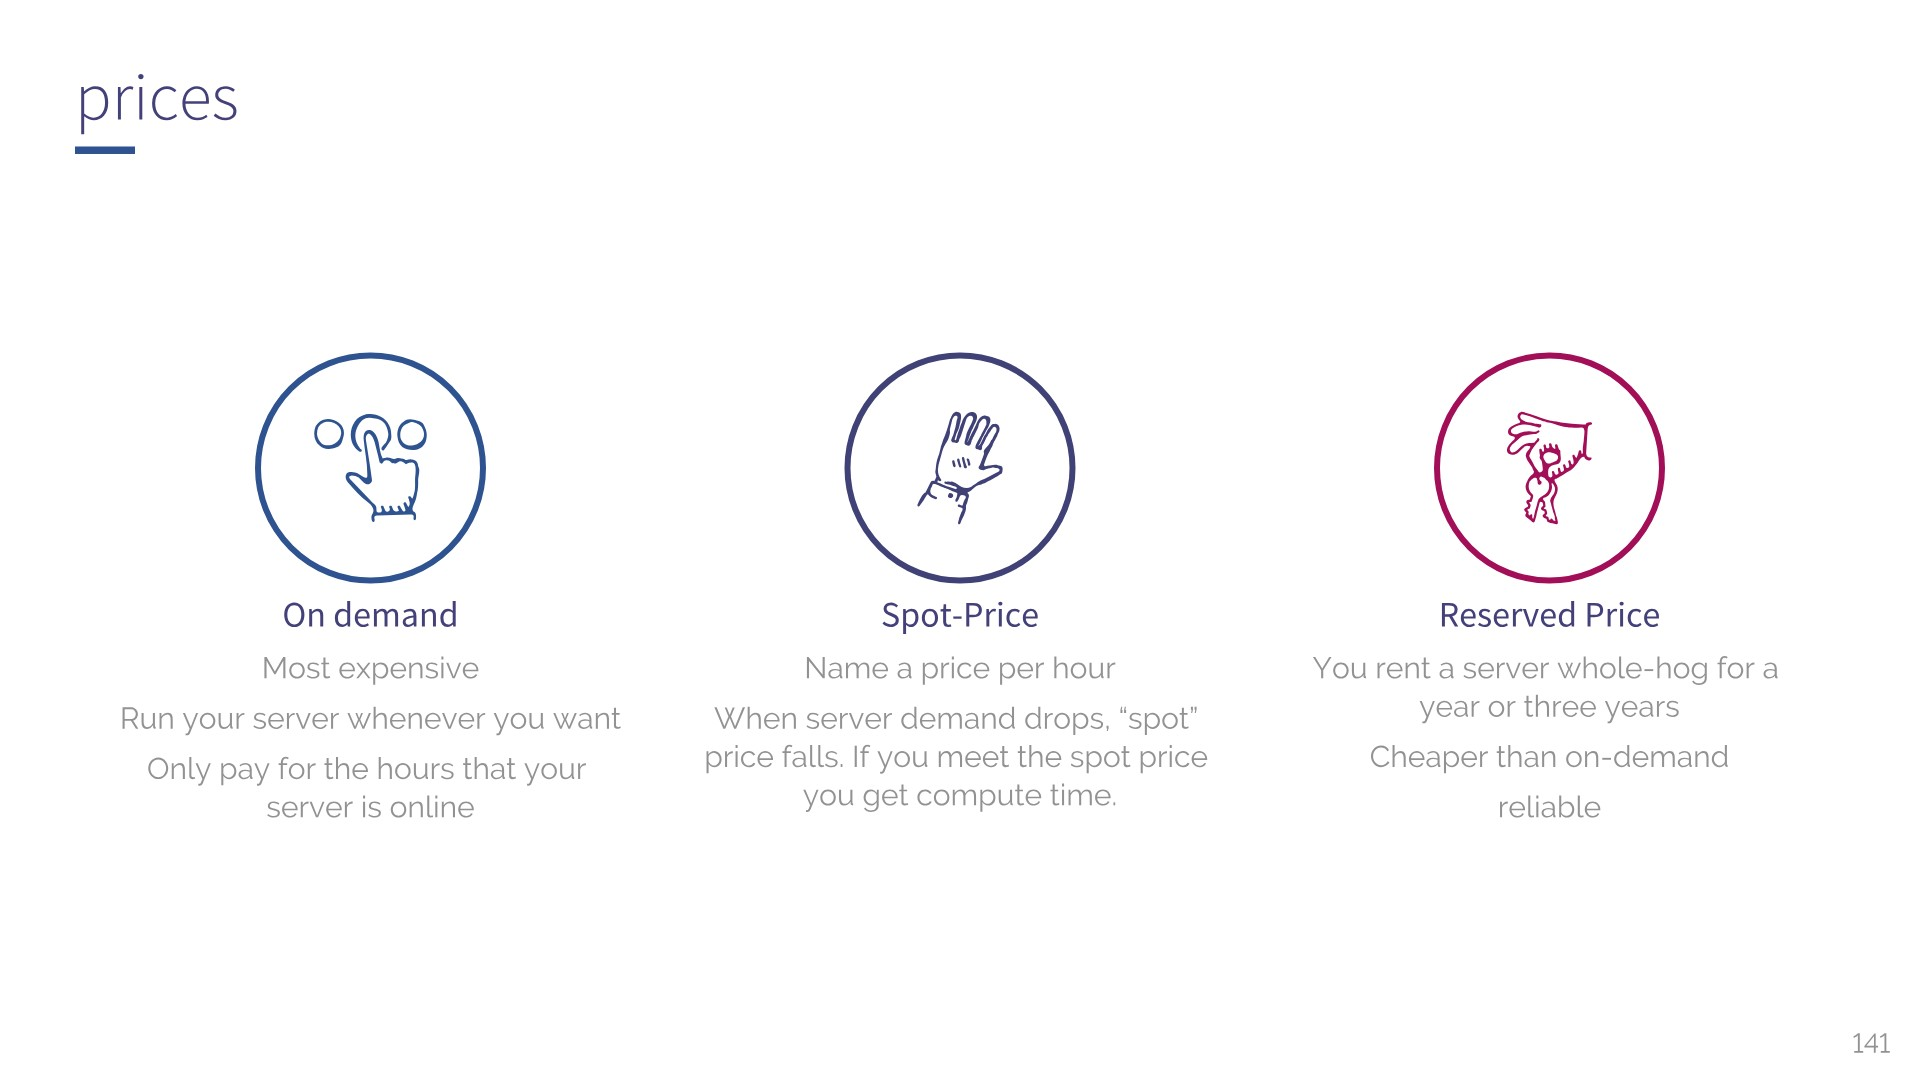 prices
On demand
Most expensive
Run your server whenever you want
Only pay for the hours that your
server is online
Spot-Price
Name a price per hour
When server demand drops, “spot”
price falls. If you meet the spot price
you get compute time.
Reserved Price
You rent a server whole-hog for a
year or three years
Cheaper than on-demand
reliable
141